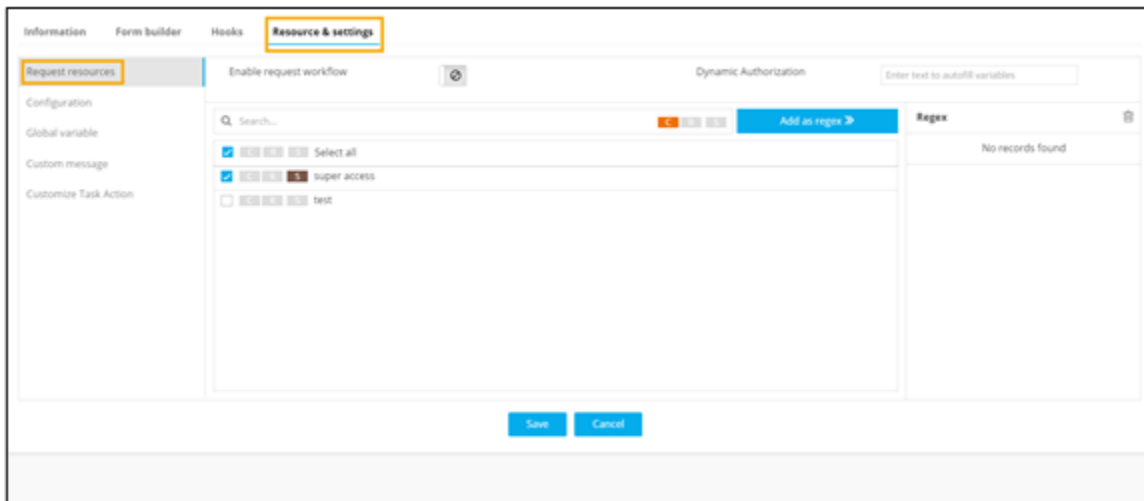 Information Form builder Hooks Resource & settings
Request resources
Configuration
Global variable
Custom message
Customize Task Action
Enable request workflow Dynamic Authorization Enter text to autofill variables
Search... C R S Add as regex
C R S Select all
C R S super access
C R S test
Regex
No records found
Save Cancel